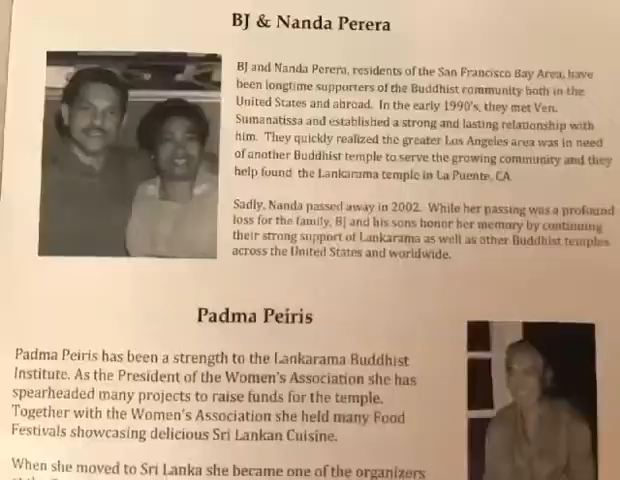 BJ & Nanda Perera
BJ and Nanda Perera, residents of the San Francisco Bay Area, have
been longtime supporters of the Buddhist community both in the
United States and abroad. In the early 1990's, they met Ven.
Sumanatissa and established a strong and lasting relationship with
him. They quickly realized the greater Los Angeles area was in need
of another Buddhist temple to serve the growing community and they
help found the Lankarama temple in La Puente, CA
Sadly, Nanda passed away in 2002. While her passing was a profound
loss for the family, BJ and his sons honor her memory by continuing
their strong support of Lankarama as well as other Buddhist temples
across the United States and worldwide.
Padma Peiris
Padma Peiris has been a strength to the Lankarama Buddhist
Institute. As the President of the Women's Association she has
spearheaded many projects to raise funds for the temple.
Together with the Women's Association she held many Food
Festivals showcasing delicious Sri Lankan Cuisine.
When she moved to Sri Lanka she became one of the organizers